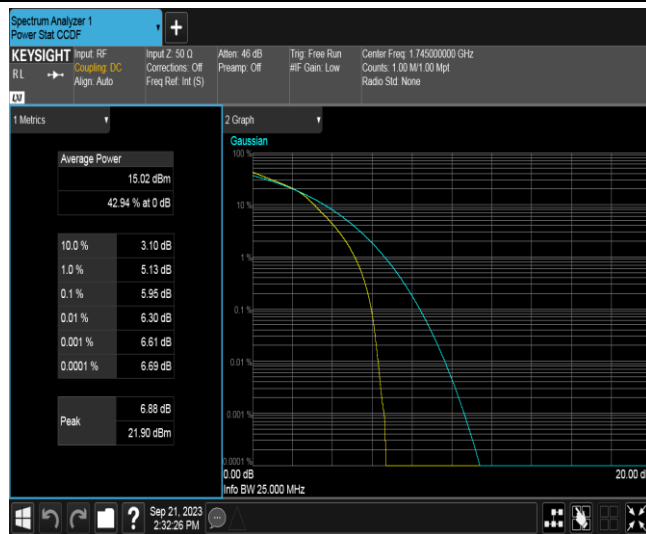 Spectrum Analyzer 1
Power Stat CCDF
+
KEYSIGHT Input: RF Input Z: 50 Ω Atten: 46 dB Trig: Free Run Center Freq: 1.745000000 GHz
RL Coupling: DC Corrections: Off Preamp: Off #IF Gain: Low Counts: 1.00 M/1.00 Mpt
Align: Auto Freq Ref: Int (S) Radio Std: None
LXI
1 Metrics 2 Graph
Gaussian
Average Power
15.02 dBm
42.94 % at 0 dB
10.0 % 3.10 dB
1.0 % 5.13 dB
0.1 % 5.95 dB
0.01 % 6.30 dB
0.001 % 6.61 dB
0.0001 % 6.69 dB
Peak 6.88 dB
21.90 dBm
100 %
10 %
1 %
0.1 %
0.01 %
0.001 %
0.0001 %
0.00 dB 20.00 d
Info BW 25.000 MHz
? Sep 21, 2023
2:32:26 PM